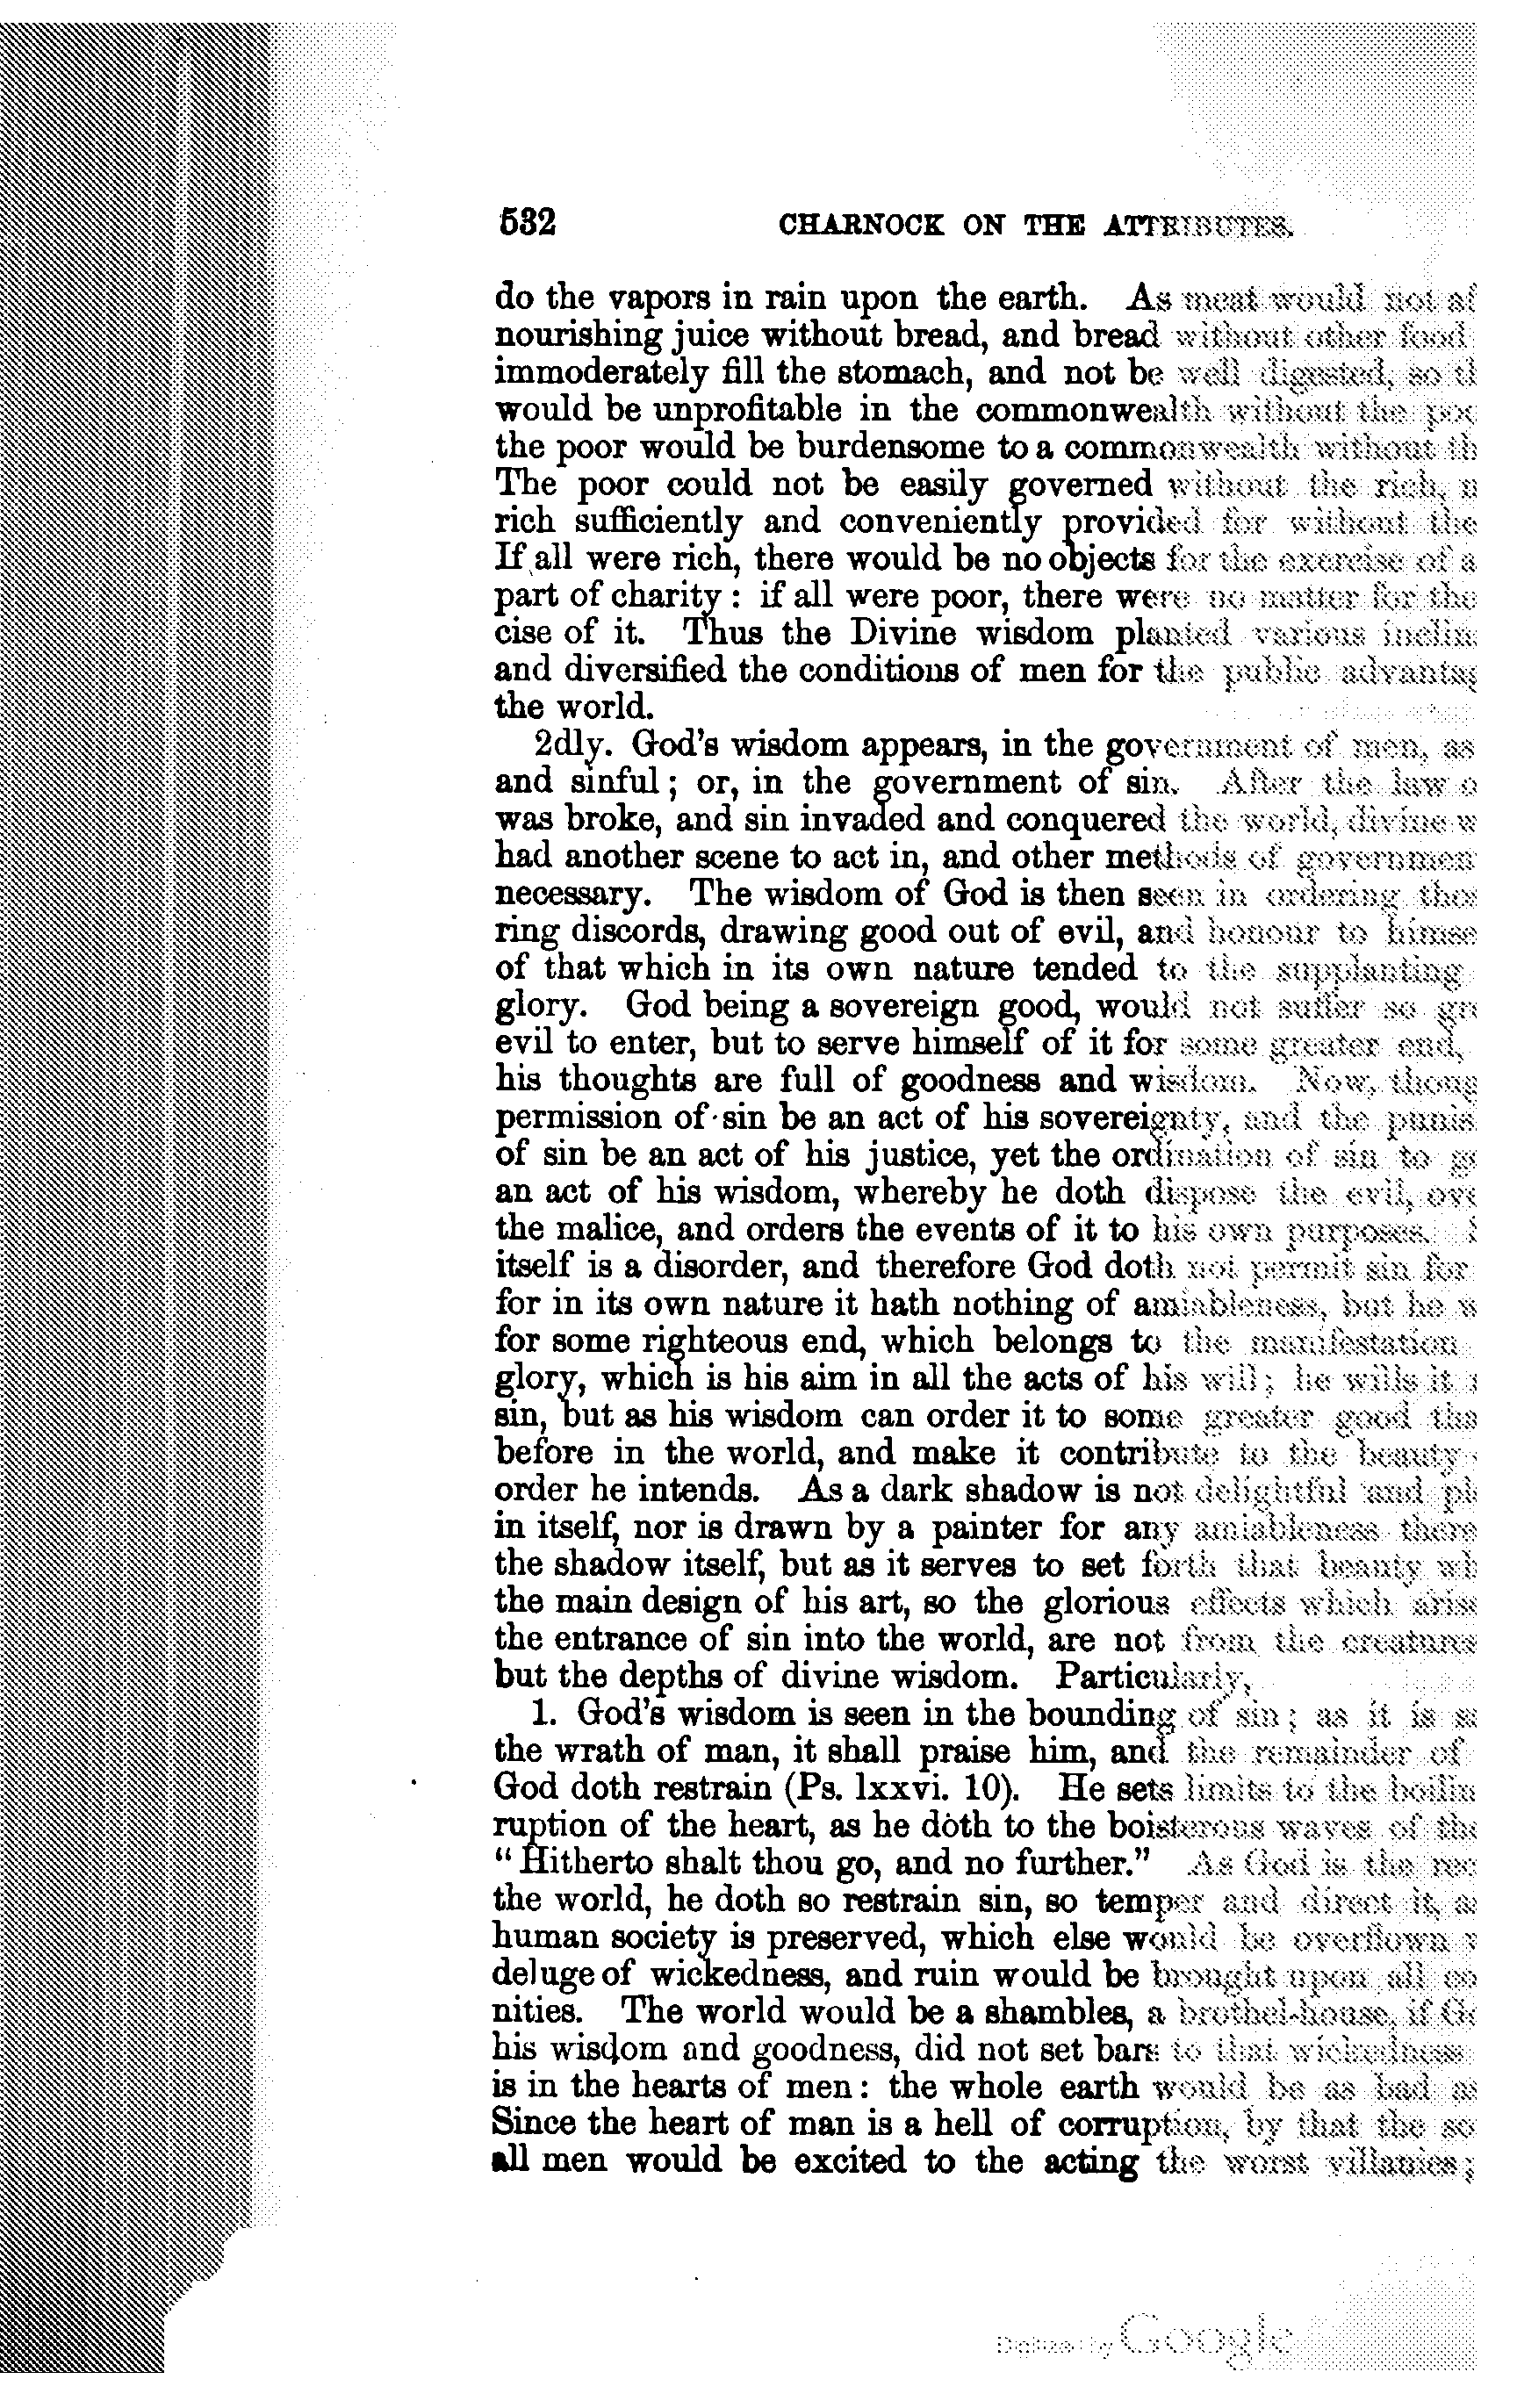 532 CHARNOCK ON THE ATTRIBUTES.
do the vapors in rain upon the earth. As meat would not af
nourishing juice without bread, and bread without other food
immoderately fill the stomach, and not be well digested, so
would be unprofitable in the commonwealth without the
the poor would be burdensome to a commonwealth without
The poor could not be easily governed without the rich,
rich sufficiently and conveniently provided for without the
If all were rich, there would be no objects for the exercise of a
part of charity : if all were poor, there were no matter for the
cise of it. Thus the Divine wisdom planted various
and diversified the conditions of men for the public
the world.
2dly. God's wisdom appears, in the government of men, as
and sinful ; or, in the government of sin. After the law
was broke, and sin invaded and conquered the world, divine
had another scene to act in, and other methods of
necessary. The wisdom of God is then seen in ordering
ring discords, drawing good out of evil, and honour to
of that which in its own nature tended to the supplanting
glory. God being a sovereign good, would not suffer so
evil to enter, but to serve himself of it for some greater end,
his thoughts are full of goodness and wisdom. Now,
permission of sin be an act of his sovereignty, and the
of sin be an act of his justice, yet the ordination of sin to
an act of his wisdom, whereby he doth dispose the evil,
the malice, and orders the events of it to his own purposes.
itself is a disorder, and therefore God doth not permit sin for
for in its own nature it hath nothing of amiableness, but he
for some righteous end, which belongs to the manifestation
glory, which is his aim in all the acts of his will ; he wills it
sin, but as his wisdom can order it to some greater good
before in the world, and make it contribute to the beauty
order he intends. As a dark shadow is not delightful and
in itself, nor is drawn by a painter for any amiableness
the shadow itself, but as it serves to set forth that beauty
the main design of his art, so the glorious effects which
the entrance of sin into the world, are not from the
but the depths of divine wisdom. Particularly,
1. God's wisdom is seen in the bounding of sin ; as it is
the wrath of man, it shall praise him, and the remainder of
God doth restrain (Ps. lxxvi. 10). He sets limits to the
ruption of the heart, as he doth to the boisterous waves of
“ Hitherto shalt thou go, and no further.” As God is the
the world, he doth so restrain sin, so temper and direct it,
human society is preserved, which else would be overflown
deluge of wickedness, and ruin would be brought upon all
nities. The world would be a shambles, a brothel-house, if
his wisdom and goodness, did not set bars to that wickedness
is in the hearts of men : the whole earth would be as bad
Since the heart of man is a hell of corruption, by that the
all men would be excited to the acting the worst villanies ;
Digitized by Google